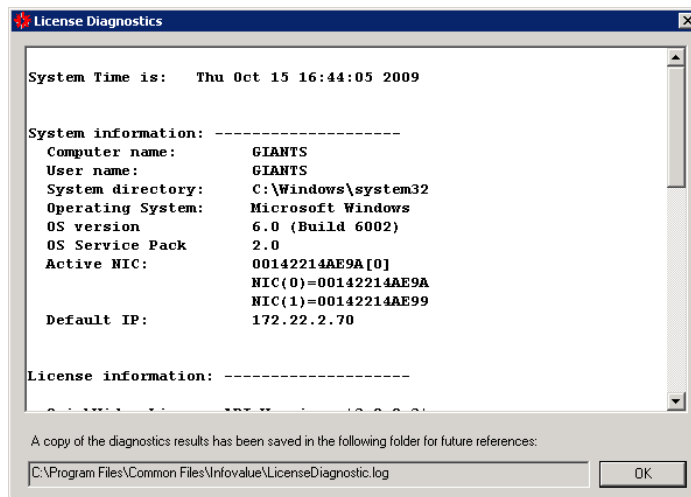 License Diagnostics
System Time is: Thu Oct 15 16:44:05 2009
System information: --------------------
Computer name: GIANTS
User name: GIANTS
System directory: C:\Windows\system32
Operating System: Microsoft Windows
OS version 6.0 (Build 6002)
OS Service Pack 2.0
Active NIC: 00142214AE9A[0]
NIC(0)=00142214AE9A
NIC(1)=00142214AE99
Default IP: 172.22.2.70
License information: --------------------
A copy of the diagnostics results has been saved in the following folder for future references:
C:\Program Files\Common Files\Infovalue\LicenseDiagnostic.log
OK